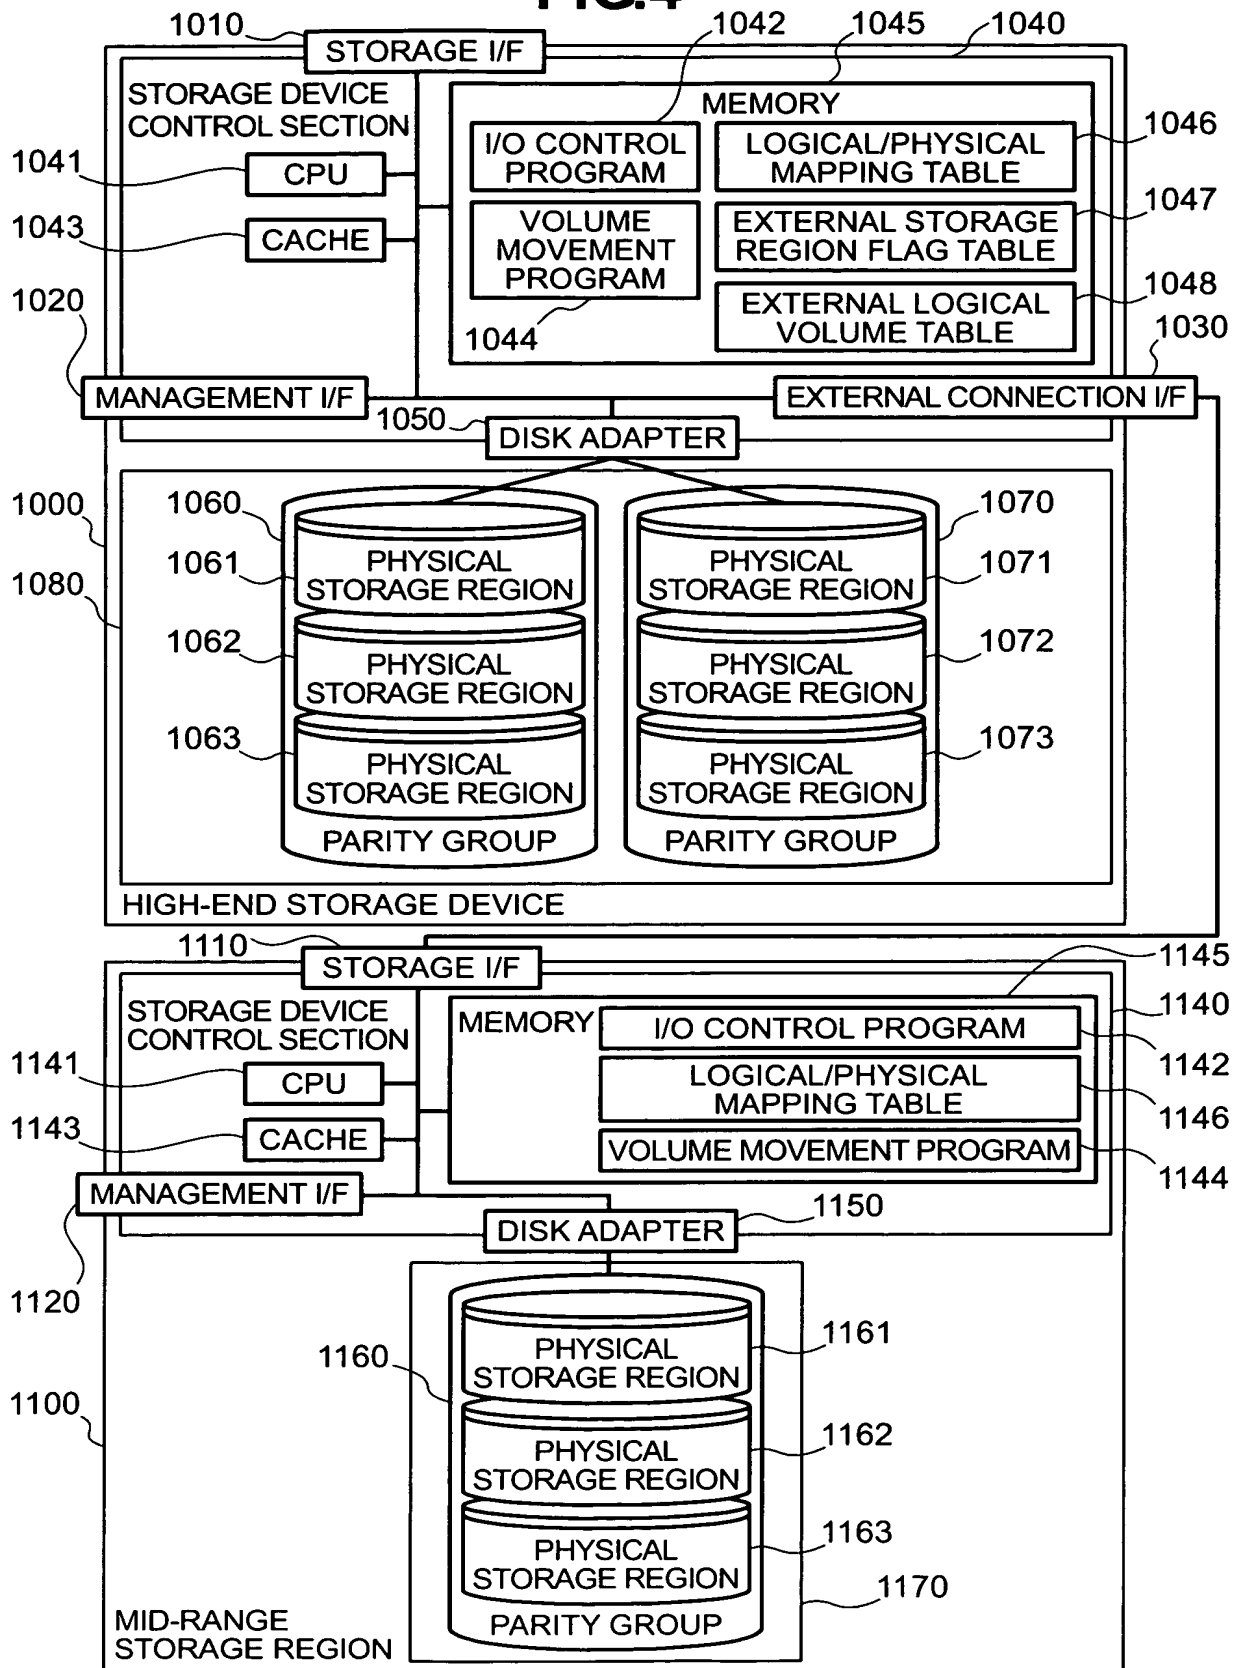 FIG.4
1010
STORAGE I/F
1042
1045
1040
STORAGE DEVICE
CONTROL SECTION
MEMORY
I/O CONTROL
PROGRAM
LOGICAL/PHYSICAL
MAPPING TABLE
1046
1041
CPU
1047
1043
CACHE
VOLUME
MOVEMENT
PROGRAM
EXTERNAL STORAGE
REGION FLAG TABLE
1020
1044
EXTERNAL LOGICAL
VOLUME TABLE
1048
1030
MANAGEMENT I/F
EXTERNAL CONNECTION I/F
1050
DISK ADAPTER
1000
1080
1060
1070
PHYSICAL
STORAGE REGION
1061
PHYSICAL
STORAGE REGION
1071
1062
PHYSICAL
STORAGE REGION
PHYSICAL
STORAGE REGION
1072
1063
PHYSICAL
STORAGE REGION
PHYSICAL
STORAGE REGION
1073
PARITY GROUP
PARITY GROUP
HIGH-END STORAGE DEVICE
1110
STORAGE I/F
1145
1140
STORAGE DEVICE
CONTROL SECTION
MEMORY
I/O CONTROL PROGRAM
1142
1141
CPU
LOGICAL/PHYSICAL
MAPPING TABLE
1146
1143
CACHE
VOLUME MOVEMENT PROGRAM
1144
MANAGEMENT I/F
1120
DISK ADAPTER
1150
1160
PHYSICAL
STORAGE REGION
1161
1100
PHYSICAL
STORAGE REGION
1162
PHYSICAL
STORAGE REGION
1163
1170
PARITY GROUP
MID-RANGE
STORAGE REGION